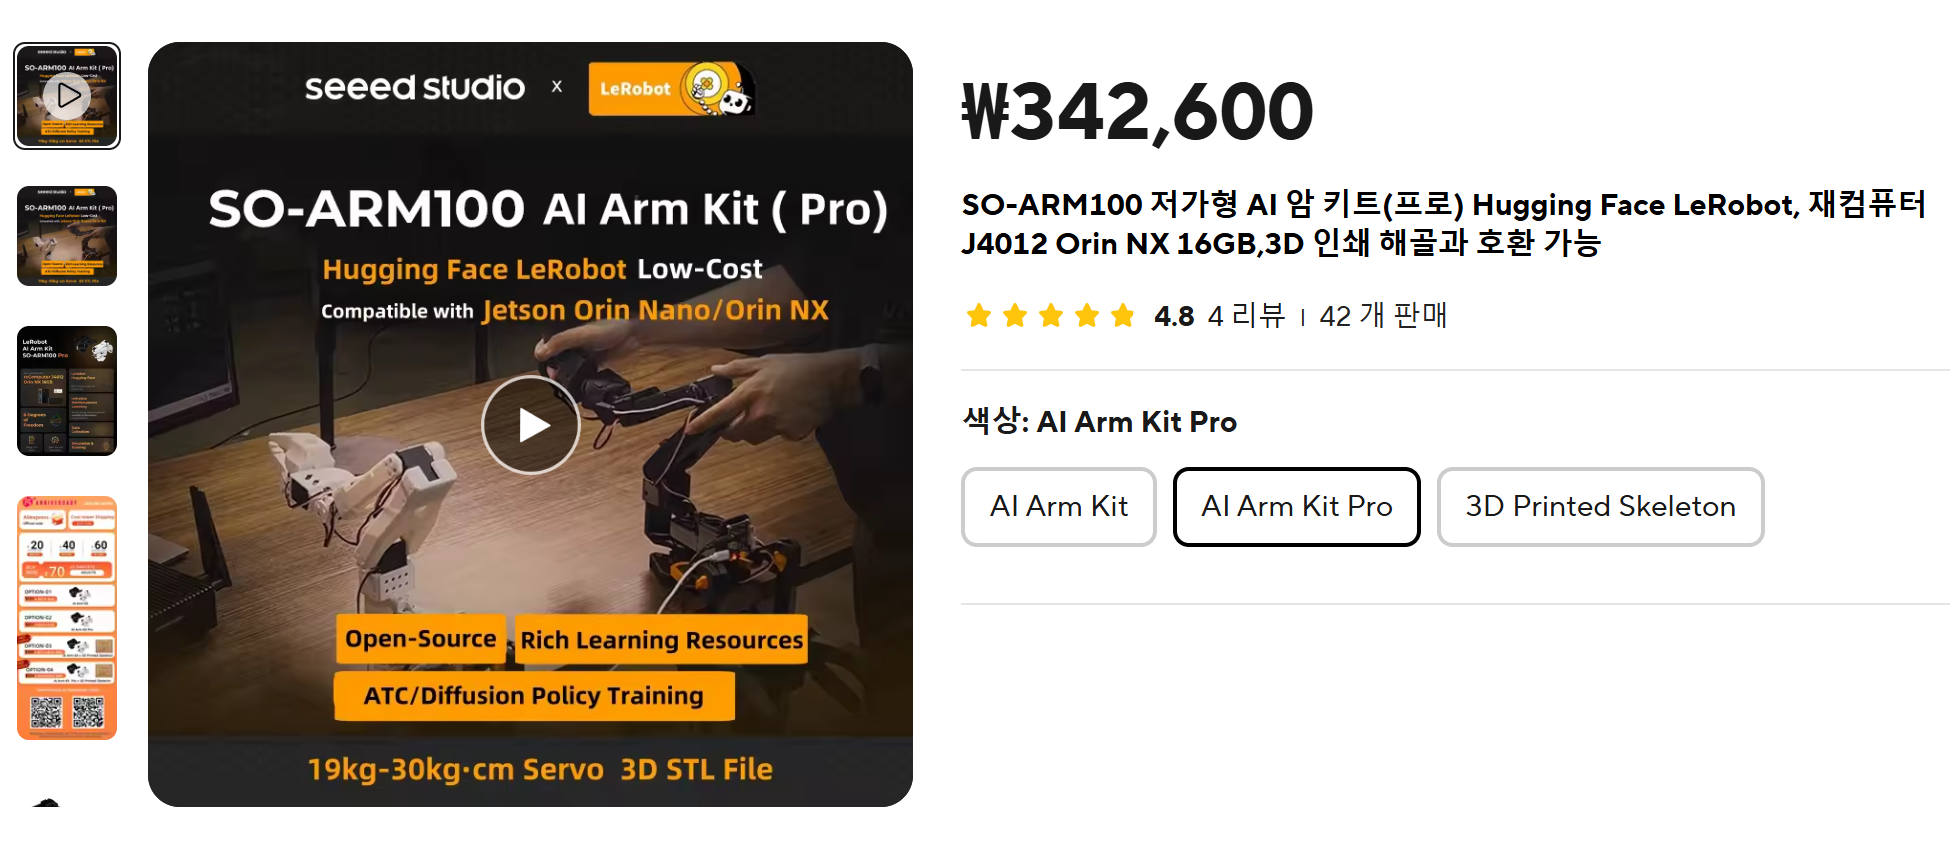 seeed studio x LeRobot
SO-ARM100 AI Arm Kit ( Pro)
Hugging Face LeRobot Low-Cost
Compatible with Jetson Orin Nano/Orin NX
Open-Source Rich Learning Resources
ATC/Diffusion Policy Training
19kg-30kg·cm Servo 3D STL File
₩342,600
SO-ARM100 저가형 AI 암 키트(프로) Hugging Face LeRobot, 재컴퓨터
J4012 Orin NX 16GB,3D 인쇄 해골과 호환 가능
4.8 4 리뷰 | 42 개 판매
색상: AI Arm Kit Pro
AI Arm Kit
AI Arm Kit Pro
3D Printed Skeleton